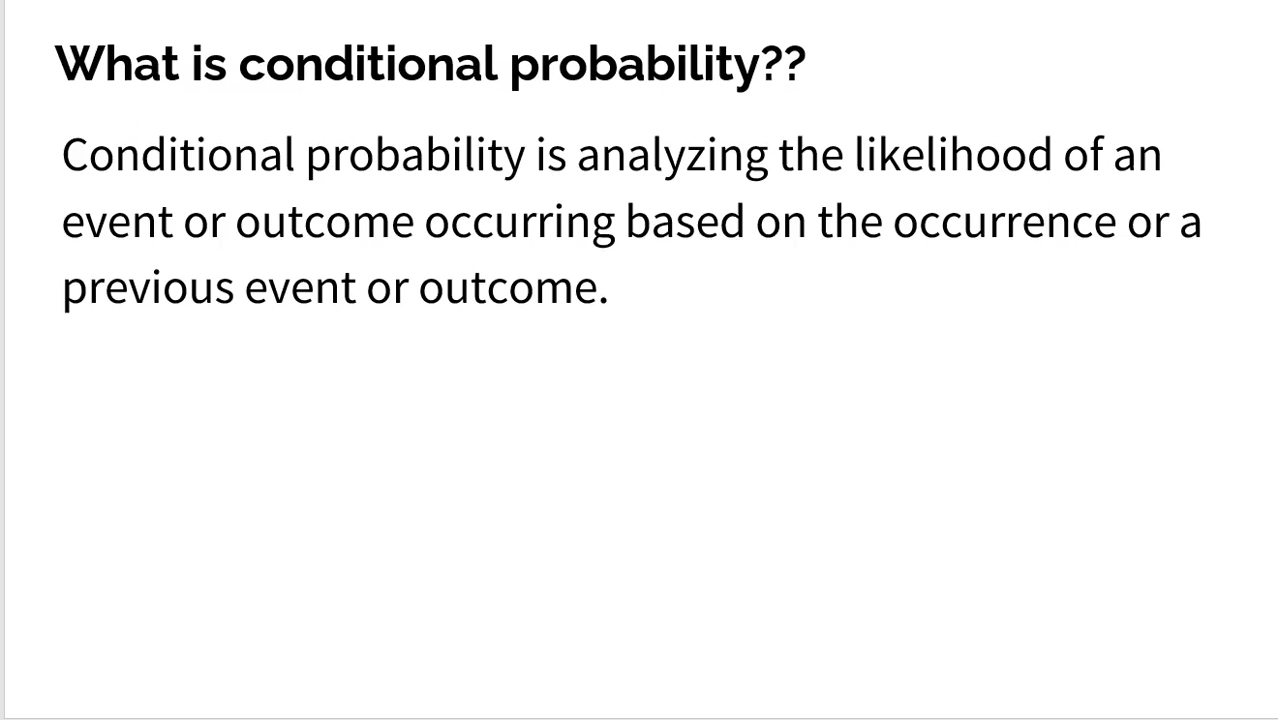 What is conditional probability??
Conditional probability is analyzing the likelihood of an
event or outcome occurring based on the occurrence or a
previous event or outcome.